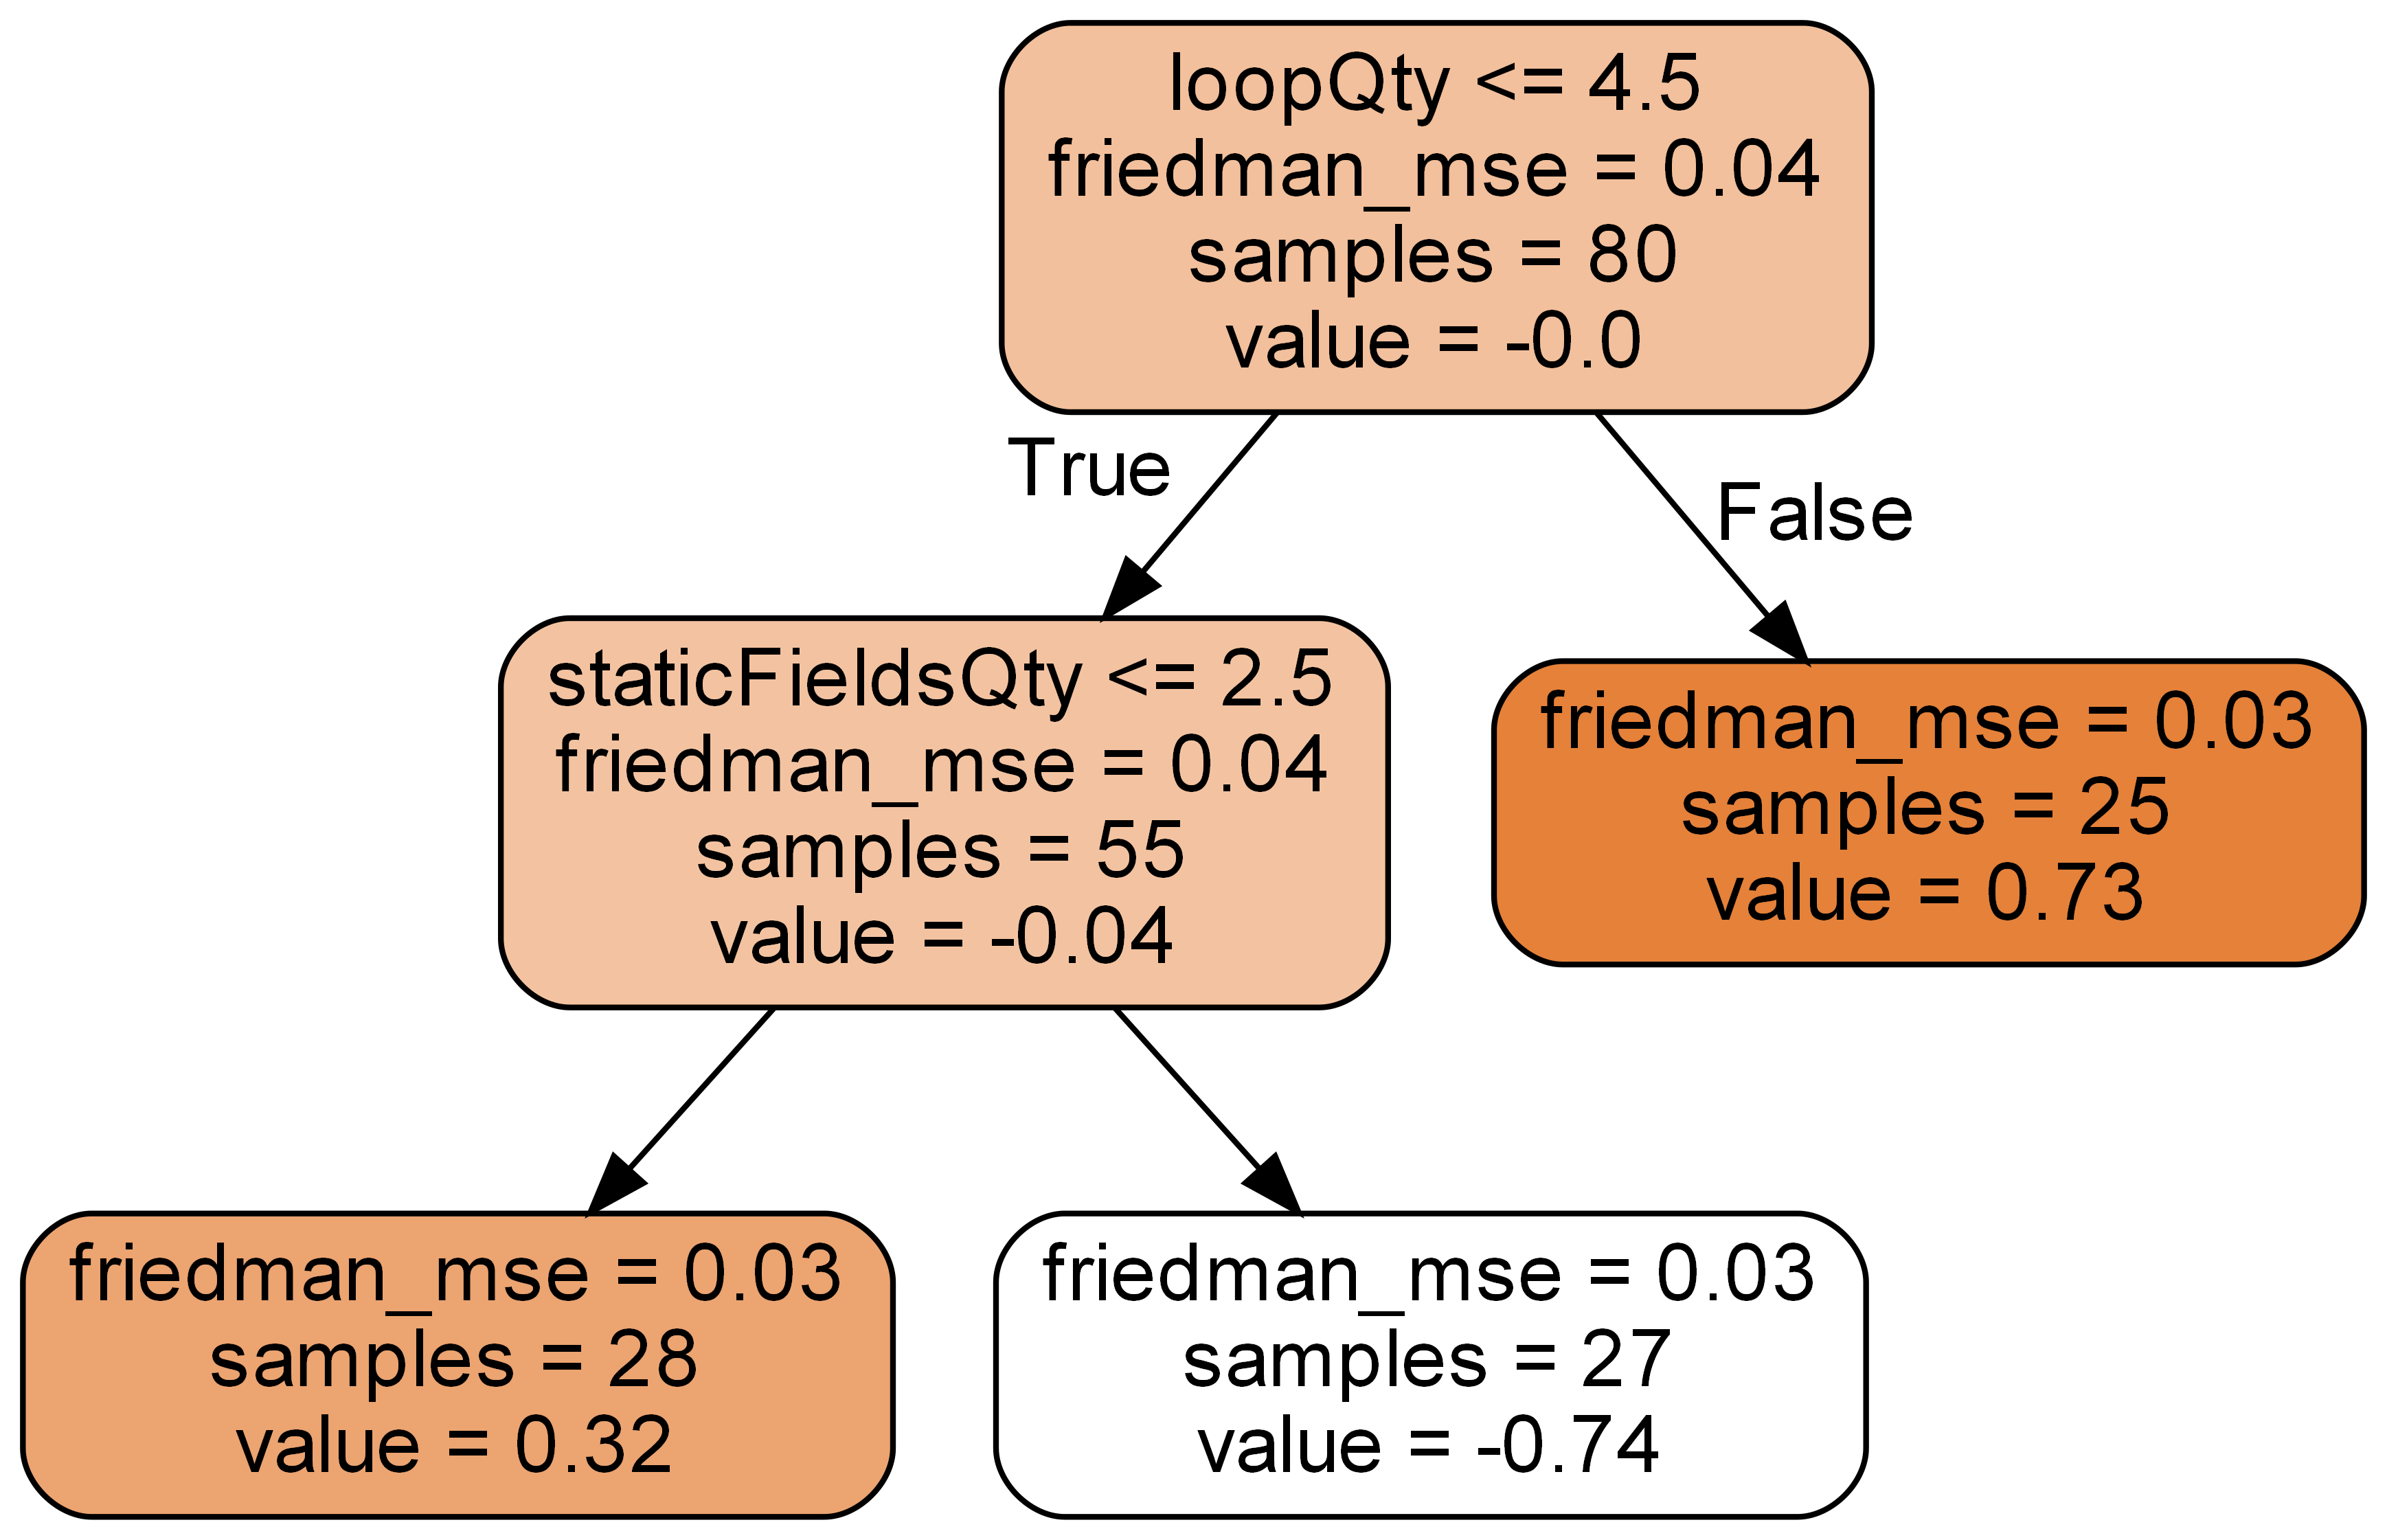 loopQty <= 4.5
friedman_mse = 0.04
samples = 80
value = -0.0
True
False
staticFieldsQty <= 2.5
friedman_mse = 0.04
samples = 55
value = -0.04
friedman_mse = 0.03
samples = 25
value = 0.73
friedman_mse = 0.03
samples = 28
value = 0.32
friedman_mse = 0.03
samples = 27
value = -0.74